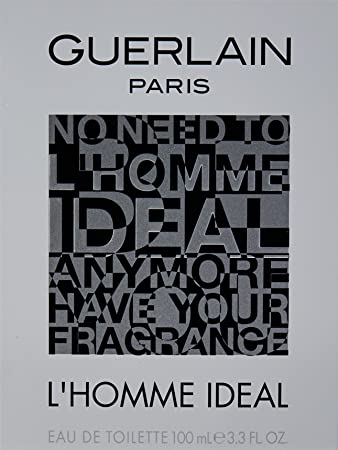 GUERLAIN
PARIS
NO NEED TO
L'HOMME
IDEAL
ANYMORE
HAVE YOUR
FRAGRANCE
L'HOMME IDEAL
EAU DE TOILETTE 100 mL℮3.3 FL OZ.